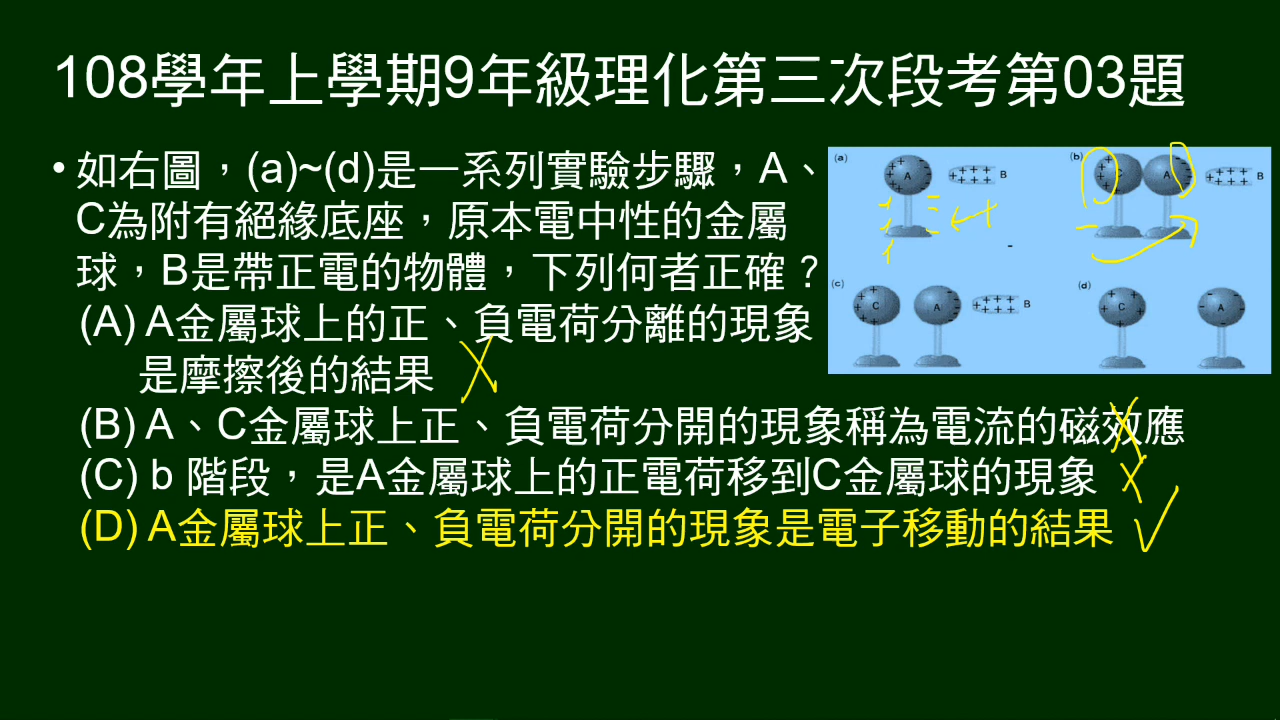 108學年上學期9年級理化第三次段考第03題
• 如右圖，(a)~(d)是一系列實驗步驟，A、
C為附有絕緣底座，原本電中性的金屬
球，B是帶正電的物體，下列何者正確？
(A) A金屬球上的正、負電荷分離的現象
是摩擦後的結果
(B) A、C金屬球上正、負電荷分開的現象稱為電流的磁效應
(C) b 階段，是A金屬球上的正電荷移到C金屬球的現象
(D) A金屬球上正、負電荷分開的現象是電子移動的結果
(a)
A
B
(b)
C
A
B
(c)
C
A
B
(d)
C
A